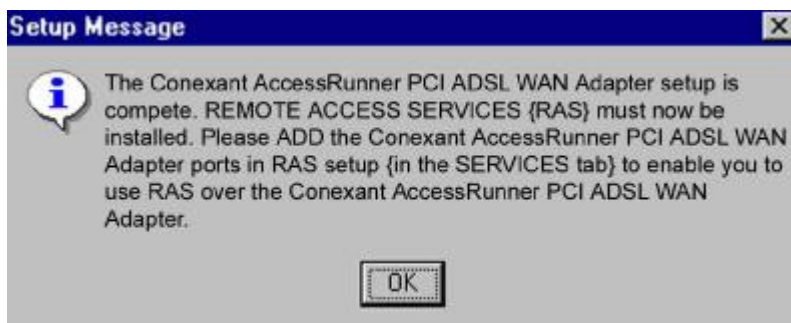 Setup Message
The Conexant AccessRunner PCI ADSL WAN Adapter setup is
compete. REMOTE ACCESS SERVICES {RAS} must now be
installed. Please ADD the Conexant AccessRunner PCI ADSL WAN
Adapter ports in RAS setup {in the SERVICES tab} to enable you to
use RAS over the Conexant AccessRunner PCI ADSL WAN
Adapter.
OK